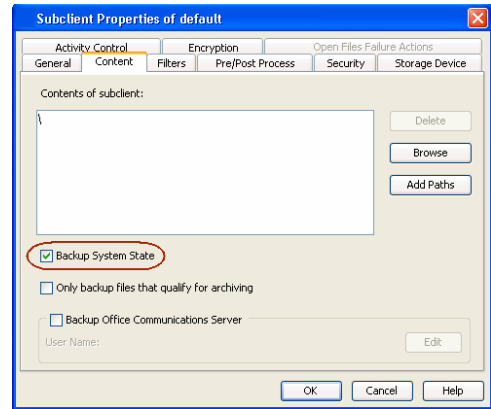 Subclient Properties of default
Activity Control Encryption Open Files Failure Actions
General Content Filters Pre/Post Process Security Storage Device
Contents of subclient:
\
Delete
Browse
Add Paths
Backup System State
Only backup files that qualify for archiving
Backup Office Communications Server
User Name: Edit
OK Cancel Help